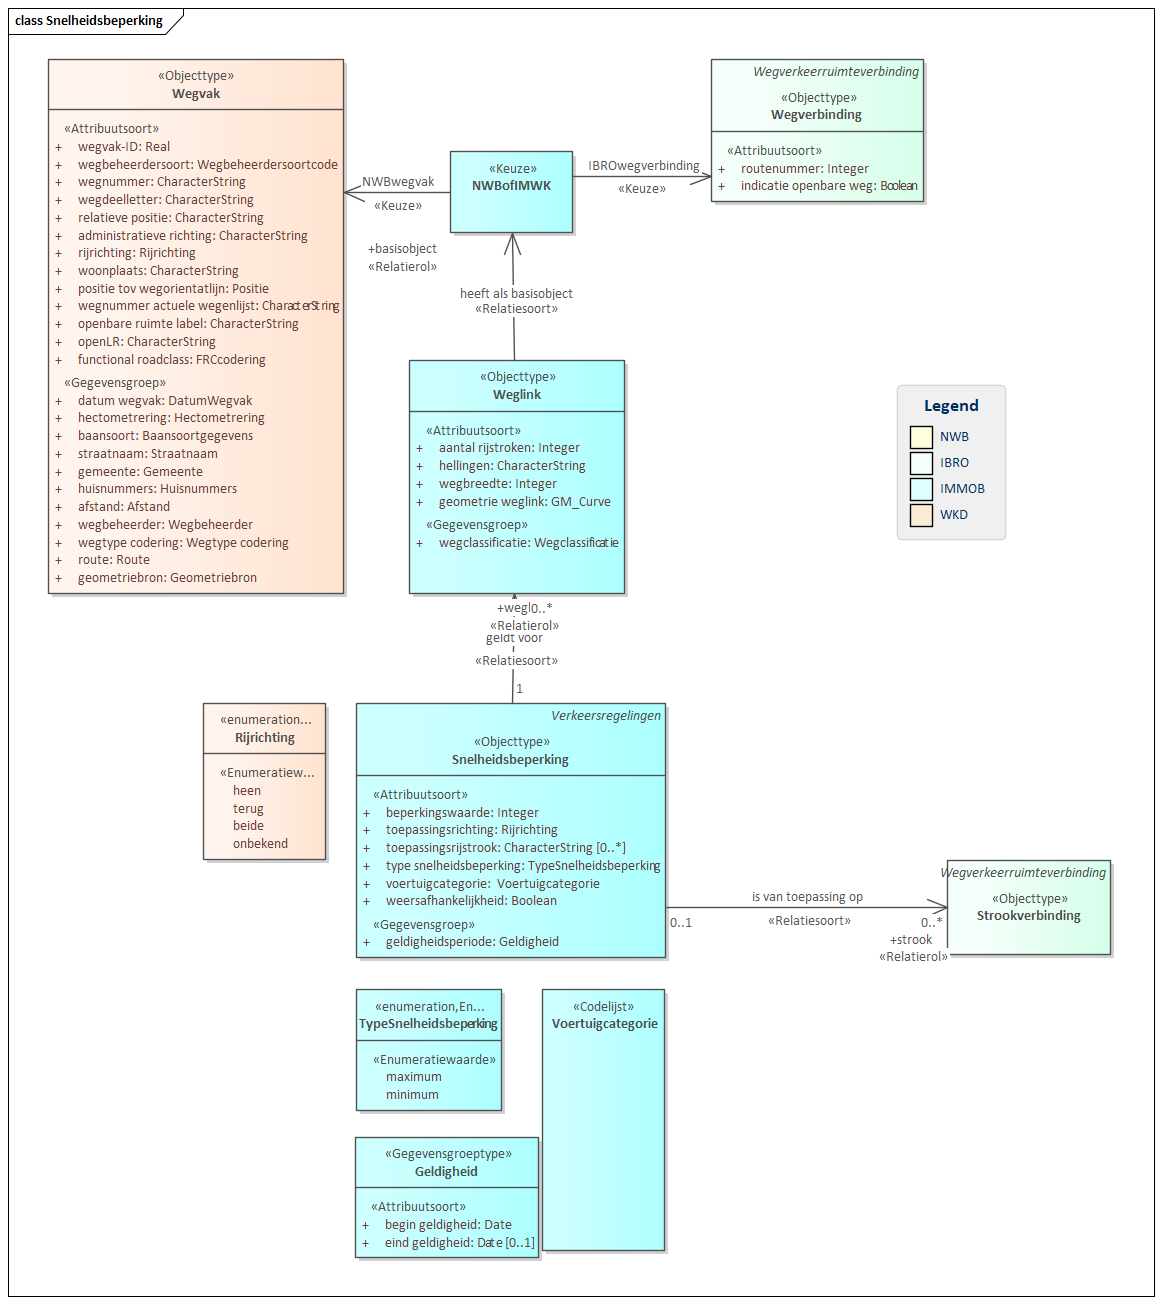 class Snelheidsbeperking
«Objecttype»
Wegvak
«Attribuutsoort»
+ wegvak-ID: Real
+ wegbeheerdersoort: Wegbeheerdersoortcode
+ wegnummer: CharacterString
+ wegdeelletter: CharacterString
+ relatieve positie: CharacterString
+ administratieve richting: CharacterString
+ rijrichting: Rijrichting
+ woonplaats: CharacterString
+ positie tov wegorientatlijn: Positie
+ wegnummer actuele wegenlijst: CharacterString
+ openbare ruimte label: CharacterString
+ openLR: CharacterString
+ functional roadclass: FRCcodering
«Gegevensgroep»
+ datum wegvak: DatumWegvak
+ hectometrering: Hectometrering
+ baansoort: Baansoortgegevens
+ straatnaam: Straatnaam
+ gemeente: Gemeente
+ huisnummers: Huisnummers
+ afstand: Afstand
+ wegbeheerder: Wegbeheerder
+ wegtype codering: Wegtype codering
+ route: Route
+ geometriebron: Geometriebron
NWBwegvak
«Keuze»
«Keuze»
NWBofIMWK
IBROwegverbinding
«Keuze»
Wegverkeerruimteverbinding
«Objecttype»
Wegverbinding
«Attribuutsoort»
+ routenummer: Integer
+ indicatie openbare weg: Boolean
+basisobject
«Relatierol»
heeft als basisobject
«Relatiesoort»
«Objecttype»
Weglink
«Attribuutsoort»
+ aantal rijstroken: Integer
+ hellingen: CharacterString
+ wegbreedte: Integer
+ geometrie weglink: GM_Curve
«Gegevensgroep»
+ wegclassificatie: Wegclassificatie
Legend
NWB
IBRO
IMMOB
WKD
+wegl 0..*
«Relatierol»
geldt voor
«Relatiesoort»
1
«enumeration...
Rijrichting
«Enumeratiew...
heen
terug
beide
onbekend
Verkeersregelingen
«Objecttype»
Snelheidsbeperking
«Attribuutsoort»
+ beperkingswaarde: Integer
+ toepassingsrichting: Rijrichting
+ toepassingsrijstrook: CharacterString [0..*]
+ type snelheidsbeperking: TypeSnelheidsbeperking
+ voertuigcategorie: Voertuigcategorie
+ weersafhankelijkheid: Boolean
«Gegevensgroep»
+ geldigheidsperiode: Geldigheid
is van toepassing op
0..1
«Relatiesoort»
0..*
+strook
«Relatierol»
Wegverkeerruimteverbinding
«Objecttype»
Strookverbinding
«enumeration,En...
TypeSnelheidsbeperking
«Enumeratiewaarde»
maximum
minimum
«Codelijst»
Voertuigcategorie
«Gegevensgroeptype»
Geldigheid
«Attribuutsoort»
+ begin geldigheid: Date
+ eind geldigheid: Date [0..1]